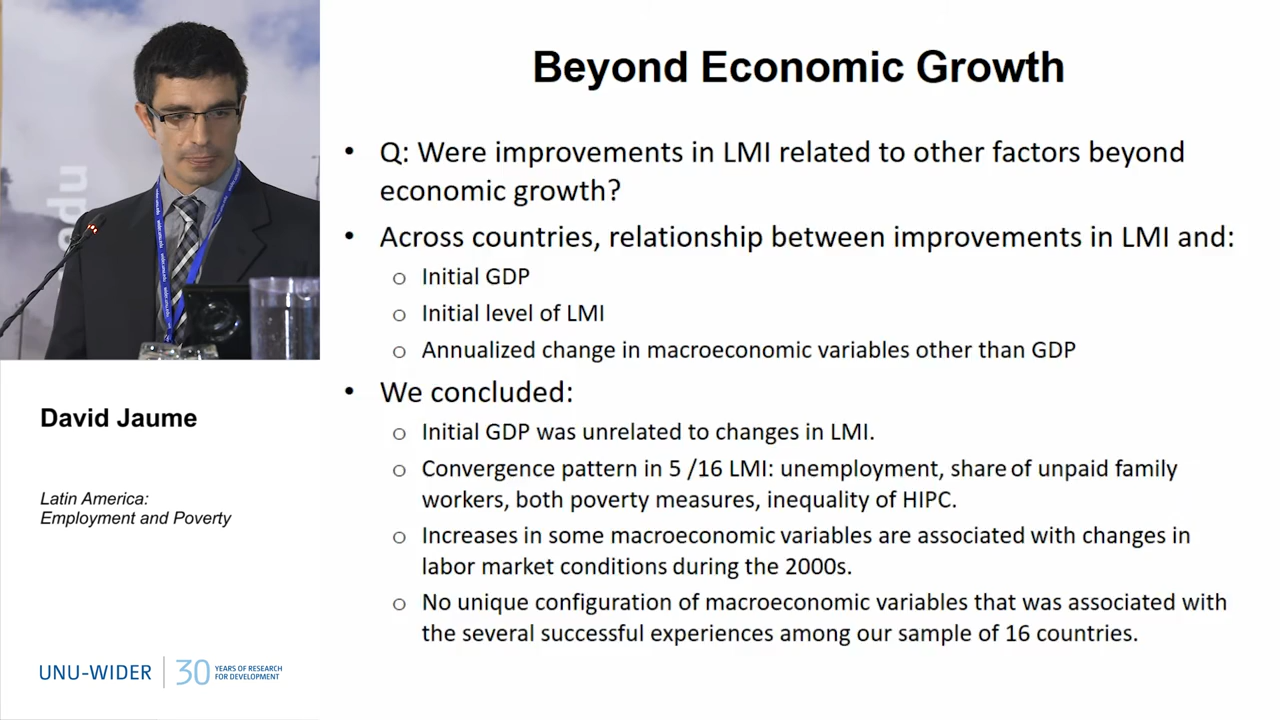 Beyond Economic Growth
• Q: Were improvements in LMI related to other factors beyond
economic growth?
• Across countries, relationship between improvements in LMI and:
o Initial GDP
o Initial level of LMI
o Annualized change in macroeconomic variables other than GDP
• We concluded:
o Initial GDP was unrelated to changes in LMI.
o Convergence pattern in 5 /16 LMI: unemployment, share of unpaid family
workers, both poverty measures, inequality of HIPC.
o Increases in some macroeconomic variables are associated with changes in
labor market conditions during the 2000s.
o No unique configuration of macroeconomic variables that was associated with
the several successful experiences among our sample of 16 countries.
edu
David Jaume
Latin America:
Employment and Poverty
UNU-WIDER
30 YEARS OF RESEARCH
FOR DEVELOPMENT